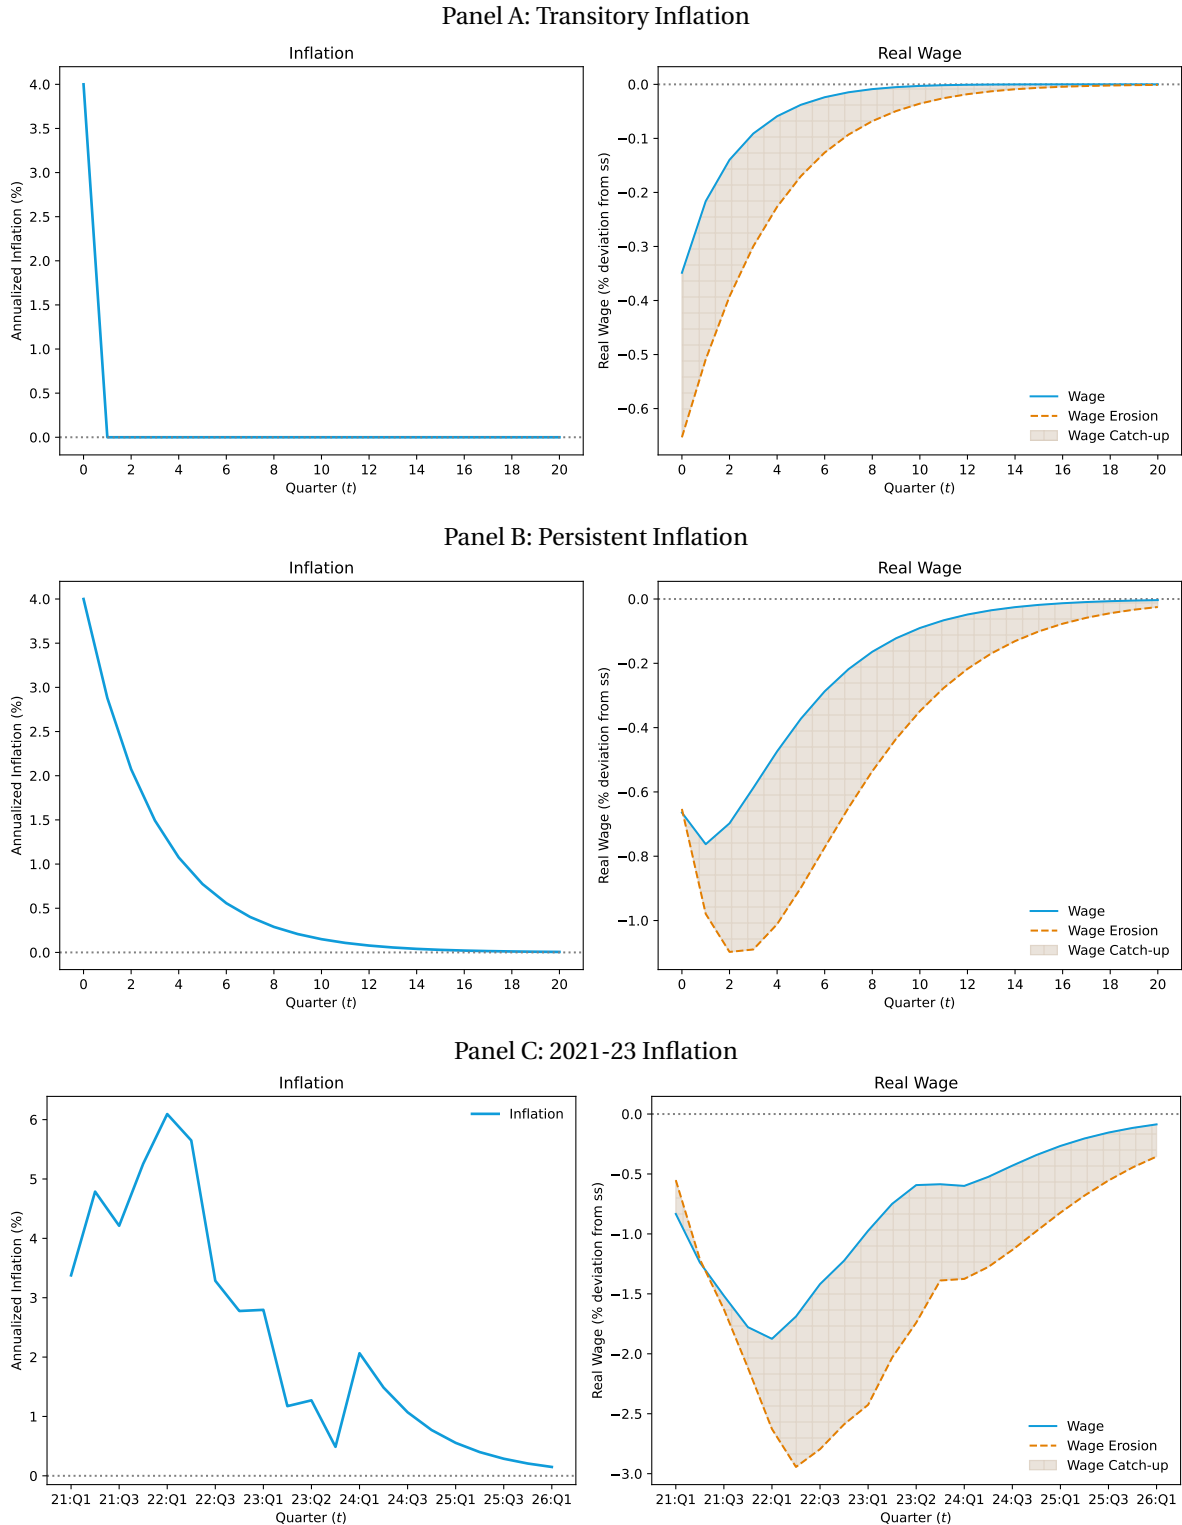 Panel A: Transitory Inflation
Inflation
Annualized Inflation (%)
4.0
3.5
3.0
2.5
2.0
1.5
1.0
0.5
0.0
0 2 4 6 8 10 12 14 16 18 20
Quarter (t)
Real Wage
Real Wage (% deviation from ss)
0.0
−0.1
−0.2
−0.3
−0.4
−0.5
−0.6
Wage
Wage Erosion
Wage Catch-up
0 2 4 6 8 10 12 14 16 18 20
Quarter (t)
Panel B: Persistent Inflation
Inflation
Annualized Inflation (%)
4.0
3.5
3.0
2.5
2.0
1.5
1.0
0.5
0.0
0 2 4 6 8 10 12 14 16 18 20
Quarter (t)
Real Wage
Real Wage (% deviation from ss)
0.0
−0.2
−0.4
−0.6
−0.8
−1.0
Wage
Wage Erosion
Wage Catch-up
0 2 4 6 8 10 12 14 16 18 20
Quarter (t)
Panel C: 2021-23 Inflation
Inflation
Annualized Inflation (%)
6
5
4
3
2
1
0
Inflation
21:Q1 21:Q3 22:Q1 22:Q3 23:Q1 23:Q2 24:Q1 24:Q3 25:Q1 25:Q3 26:Q1
Quarter (t)
Real Wage
Real Wage (% deviation from ss)
0.0
−0.5
−1.0
−1.5
−2.0
−2.5
−3.0
Wage
Wage Erosion
Wage Catch-up
21:Q1 21:Q3 22:Q1 22:Q3 23:Q1 23:Q2 24:Q1 24:Q3 25:Q1 25:Q3 26:Q1
Quarter (t)